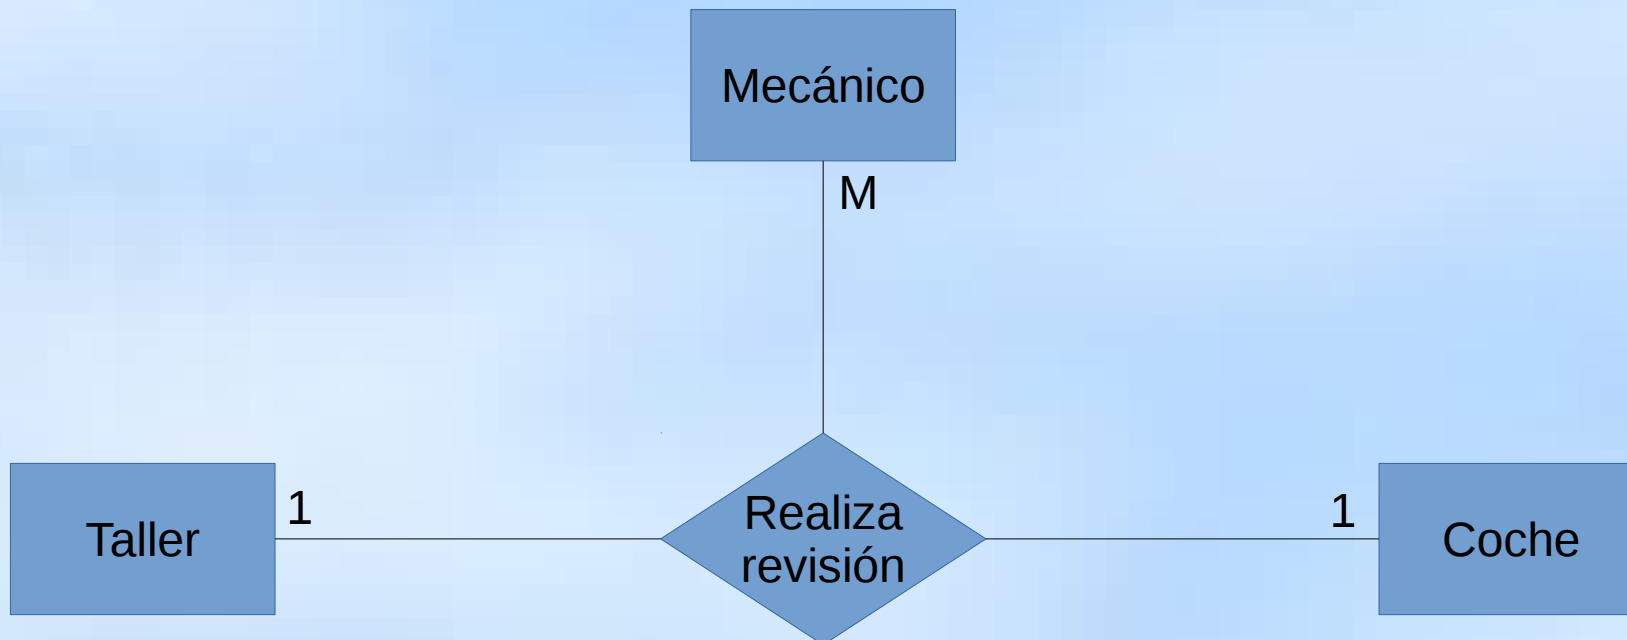 Mecánico
M
Taller
1
Realiza
revisión
1
Coche